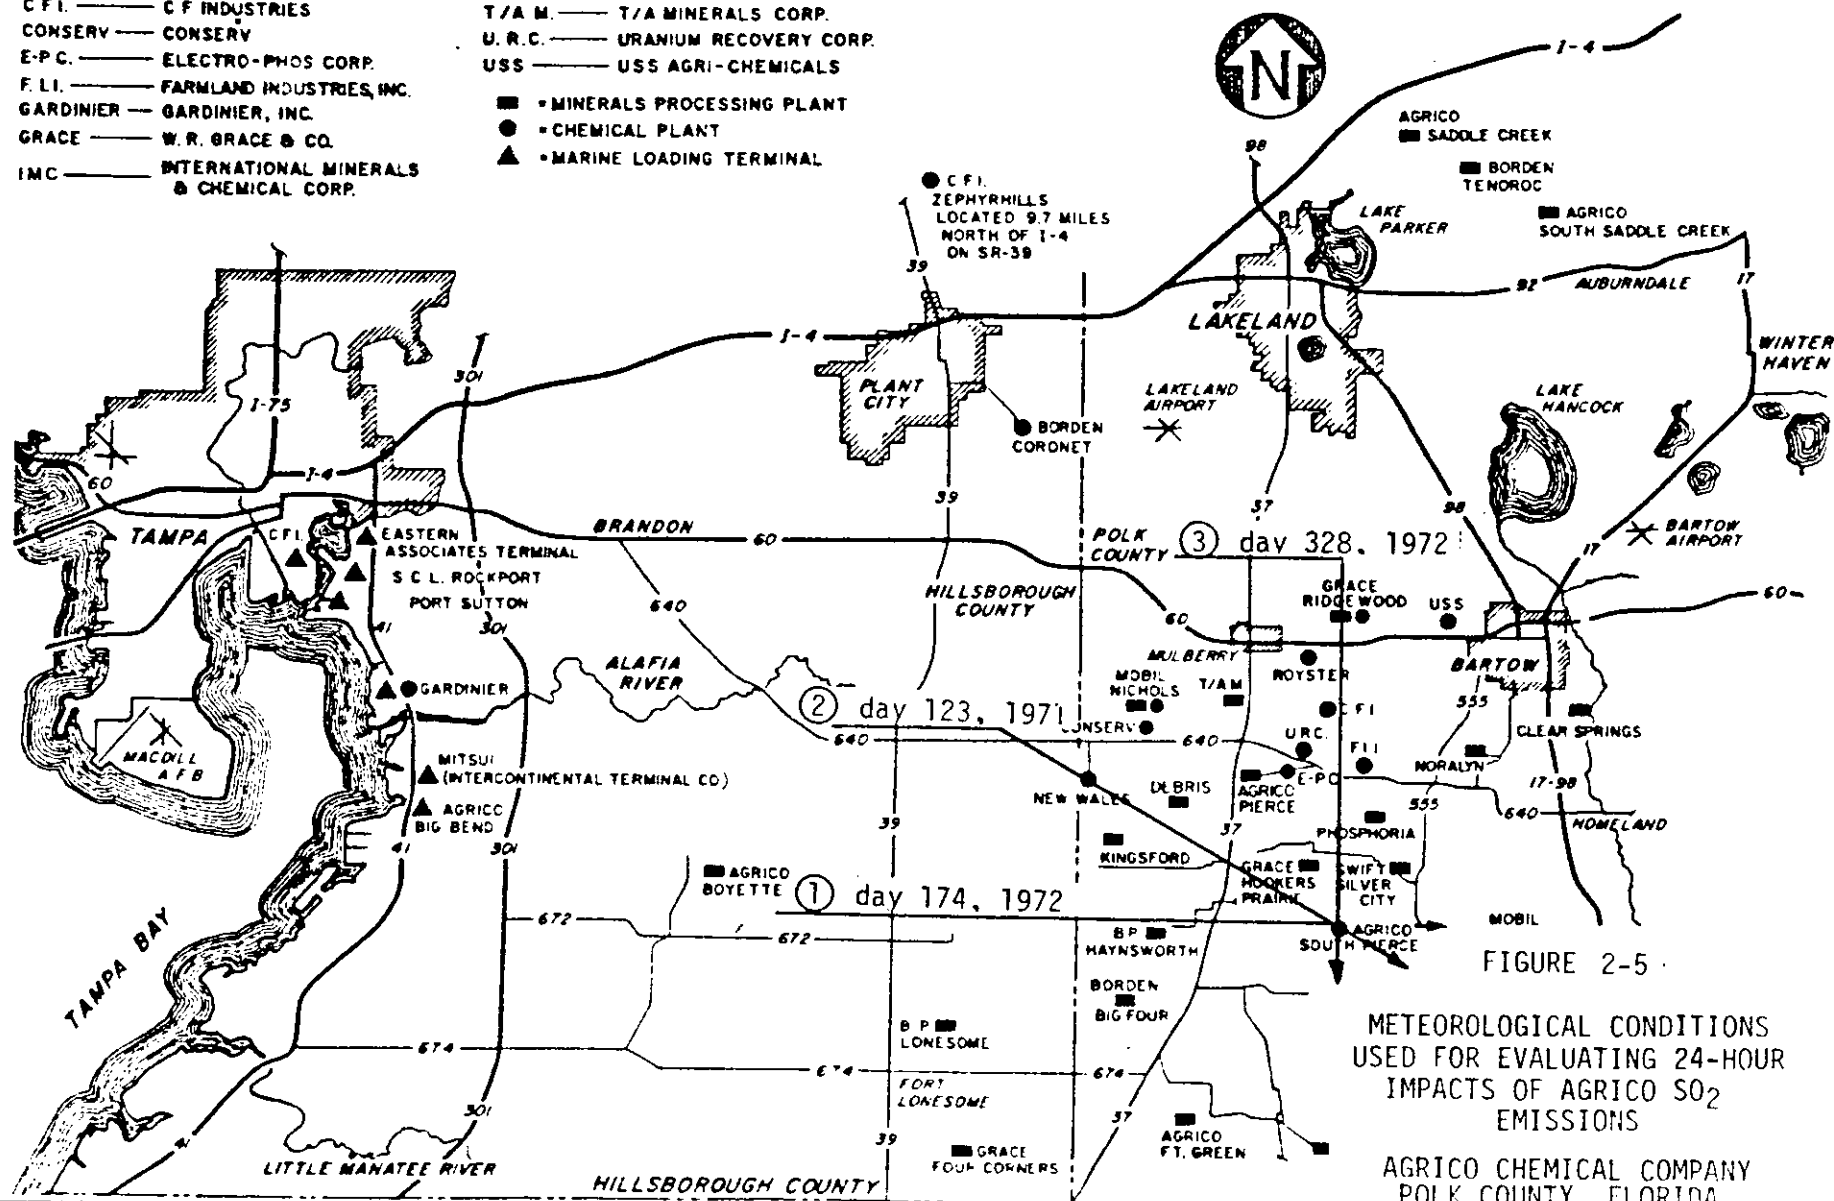 C F I. —— C F INDUSTRIES
CONSERV —— CONSERV
E-P C. —— ELECTRO-PHOS CORP.
F. L I. —— FARMLAND INDUSTRIES, INC.
GARDINIER — GARDINIER, INC.
GRACE —— W. R. GRACE & CO.
IMC —— INTERNATIONAL MINERALS
& CHEMICAL CORP.
T/A M. —— T/A MINERALS CORP.
U. R.C. —— URANIUM RECOVERY CORP.
USS —— USS AGRI-CHEMICALS
■ = MINERALS PROCESSING PLANT
● = CHEMICAL PLANT
▲ = MARINE LOADING TERMINAL
N
I-4
98
AGRICO
SADDLE CREEK
BORDEN
TENOROC
AGRICO
SOUTH SADDLE CREEK
LAKE
PARKER
C F I.
ZEPHYRHILLS
LOCATED 9.7 MILES
NORTH OF I-4
ON SR-39
39
92
AUBURNDALE
17
LAKELAND
WINTER
HAVEN
I-4
301
I-75
PLANT
CITY
LAKELAND
AIRPORT
LAKE
HANCOCK
BORDEN
CORONET
60
I-4
39
37
98
TAMPA
C F I.
EASTERN
ASSOCIATES TERMINAL
S C L. ROCKPORT
PORT SUTTON
BRANDON
60
POLK
COUNTY
③ day 328, 1972
17
BARTOW
AIRPORT
HILLSBOROUGH
COUNTY
640
301
41
60
GRACE
RIDGEWOOD
USS
60
MULBERRY
BARTOW
ALAFIA
RIVER
GARDINIER
MOBIL
NICHOLS
T/A M
ROYSTER
555
② day 123, 1971
CONSERV
C F I
CLEAR SPRINGS
640
640
URC.
F L I
NORALYN
MACDILL
A F B
MITSUI
(INTERCONTINENTAL TERMINAL CO)
AGRICO
BIG BEND
NEW WALES
DEBRIS
AGRICO
PIERCE
E-P C
17-98
555
640
HOMELAND
41
301
39
37
PHOSPHORIA
KINGSFORD
GRACE
HOOKERS
PRAIRIE
SWIFT
SILVER
CITY
AGRICO
BOYETTE
① day 174, 1972
672
672
MOBIL
B P
HAYNSWORTH
AGRICO
SOUTH PIERCE
FIGURE 2-5
TAMPA BAY
BORDEN
BIG FOUR
B P
LONESOME
674
674
674
FORT
LONESOME
METEOROLOGICAL CONDITIONS
USED FOR EVALUATING 24-HOUR
IMPACTS OF AGRICO SO2
EMISSIONS
301
39
37
41
AGRICO
FT. GREEN
GRACE
FOUR CORNERS
LITTLE MANATEE RIVER
HILLSBOROUGH COUNTY
AGRICO CHEMICAL COMPANY
POLK COUNTY, FLORIDA